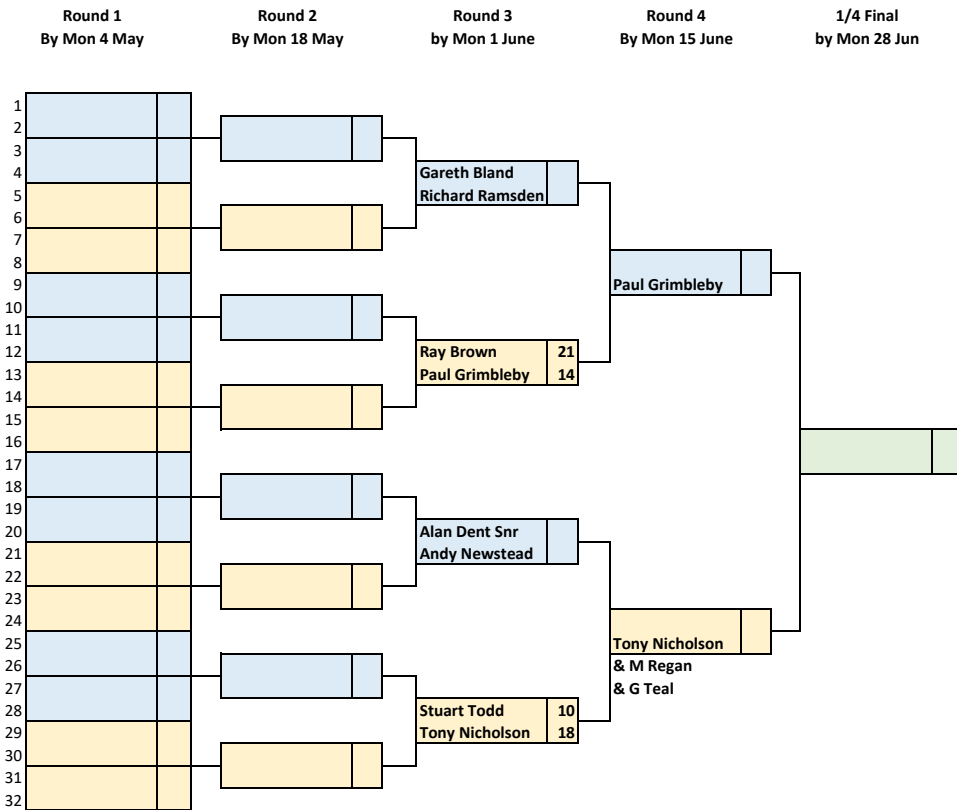 Round 1 Round 2 Round 3 Round 4 1/4 Final
By Mon 4 May By Mon 18 May by Mon 1 June By Mon 15 June by Mon 28 Jun
1
2
3
4 Gareth Bland
5 Richard Ramsden
6
7
8
9 Paul Grimbleby
10
11
12 Ray Brown 21
13 Paul Grimbleby 14
14
15
16
17
18
19
20 Alan Dent Snr
21 Andy Newstead
22
23
24
25 Tony Nicholson
26 & M Regan
27 & G Teal
28 Stuart Todd 10
29 Tony Nicholson 18
30
31
32